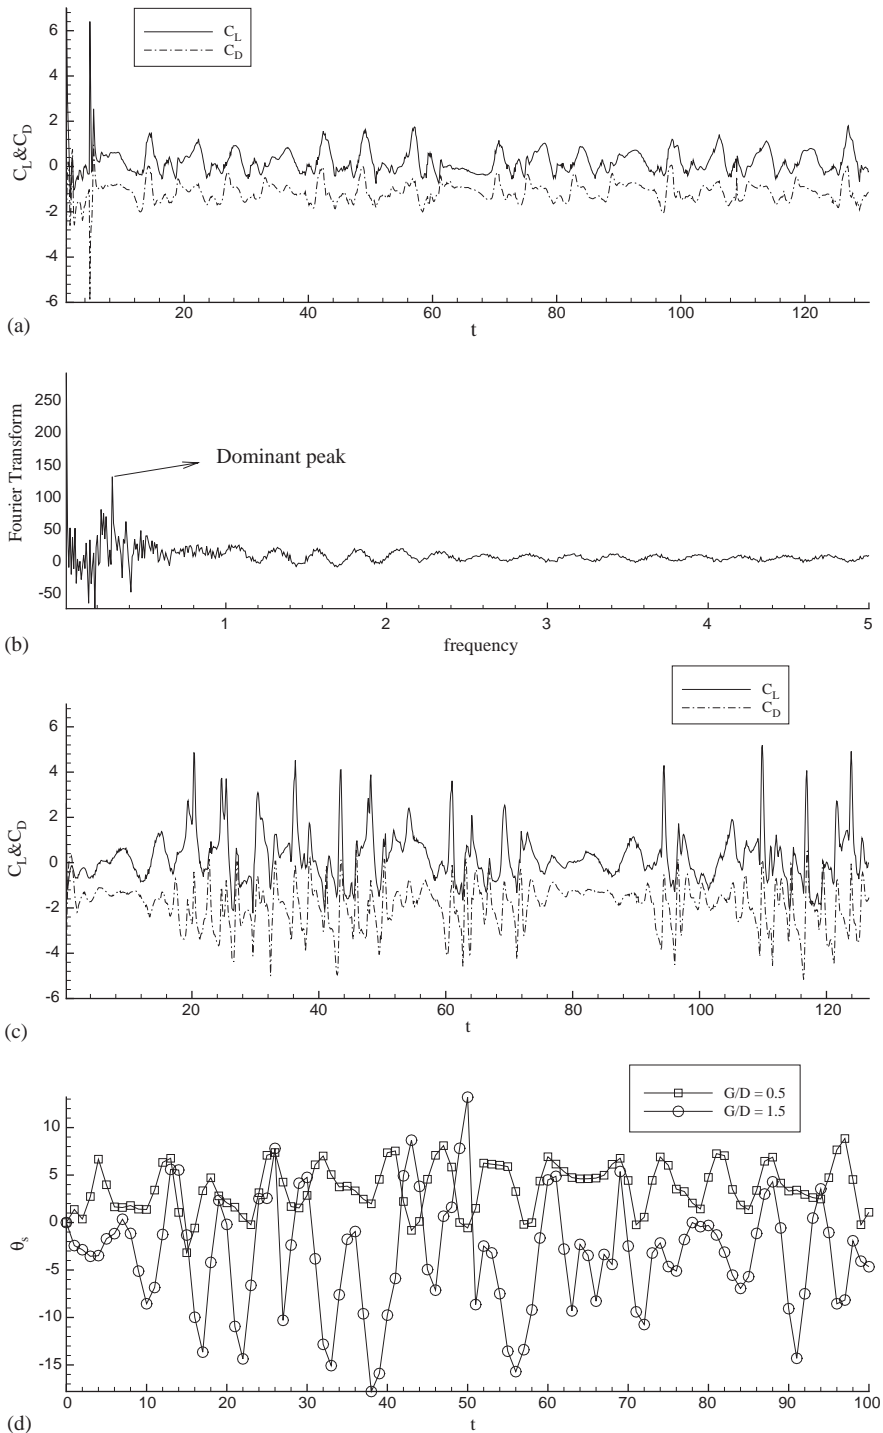 6
4
2
0
-2
-4
-6
C_L&C_D
C_L
C_D
20
40
60
80
100
120
t
(a)
250
200
150
100
50
0
-50
Fourier Transform
Dominant peak
1
2
3
4
5
frequency
(b)
C_L
C_D
6
4
2
0
-2
-4
-6
C_L&C_D
20
40
60
80
100
120
t
(c)
G/D = 0.5
G/D = 1.5
10
5
0
-5
-10
-15
θ_s
0
10
20
30
40
50
60
70
80
90
100
t
(d)